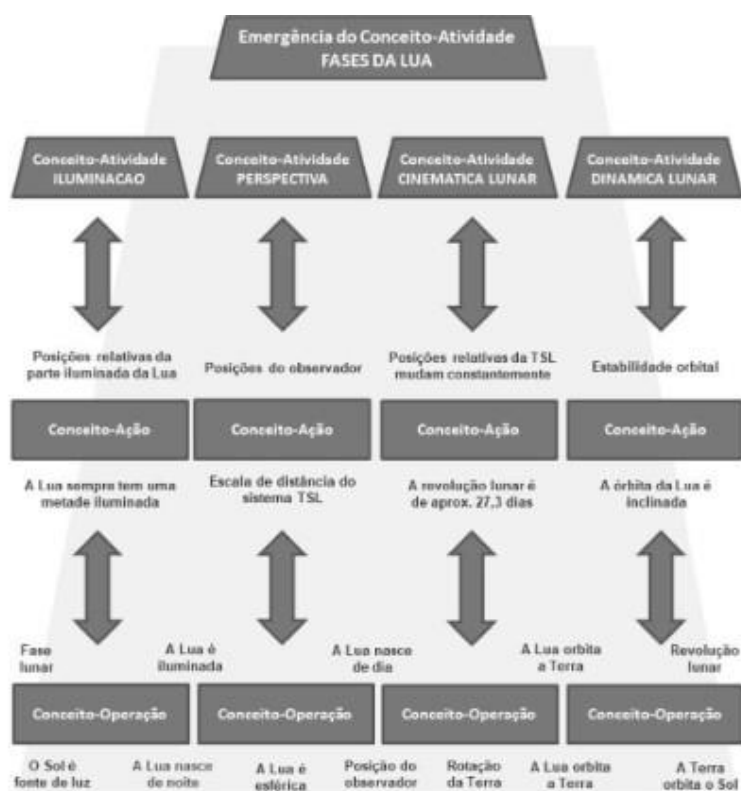 Emergência do Conceito-Atividade
FASES DA LUA
Conceito-Atividade
ILUMINACAO
Conceito-Atividade
PERSPECTIVA
Conceito-Atividade
CINEMATICA LUNAR
Conceito-Atividade
DINAMICA LUNAR
Posições relativas da
parte iluminada da Lua
Posições do observador
Posições relativas da TSL
mudam constantemente
Estabilidade orbital
Conceito-Ação
Conceito-Ação
Conceito-Ação
Conceito-Ação
A Lua sempre tem uma
metade iluminada
Escala de distância do
sistema TSL
A revolução lunar é
de aprox. 27,3 dias
A órbita da Lua é
inclinada
Fase
lunar
A Lua é
iluminada
A Lua nasce
de dia
A Lua orbita
a Terra
Revolução
lunar
Conceito-Operação
Conceito-Operação
Conceito-Operação
Conceito-Operação
O Sol é
fonte de luz
A Lua nasce
de noite
A Lua é
esférica
Posição do
observador
Rotação
da Terra
A Lua orbita
a Terra
A Terra
orbita o Sol